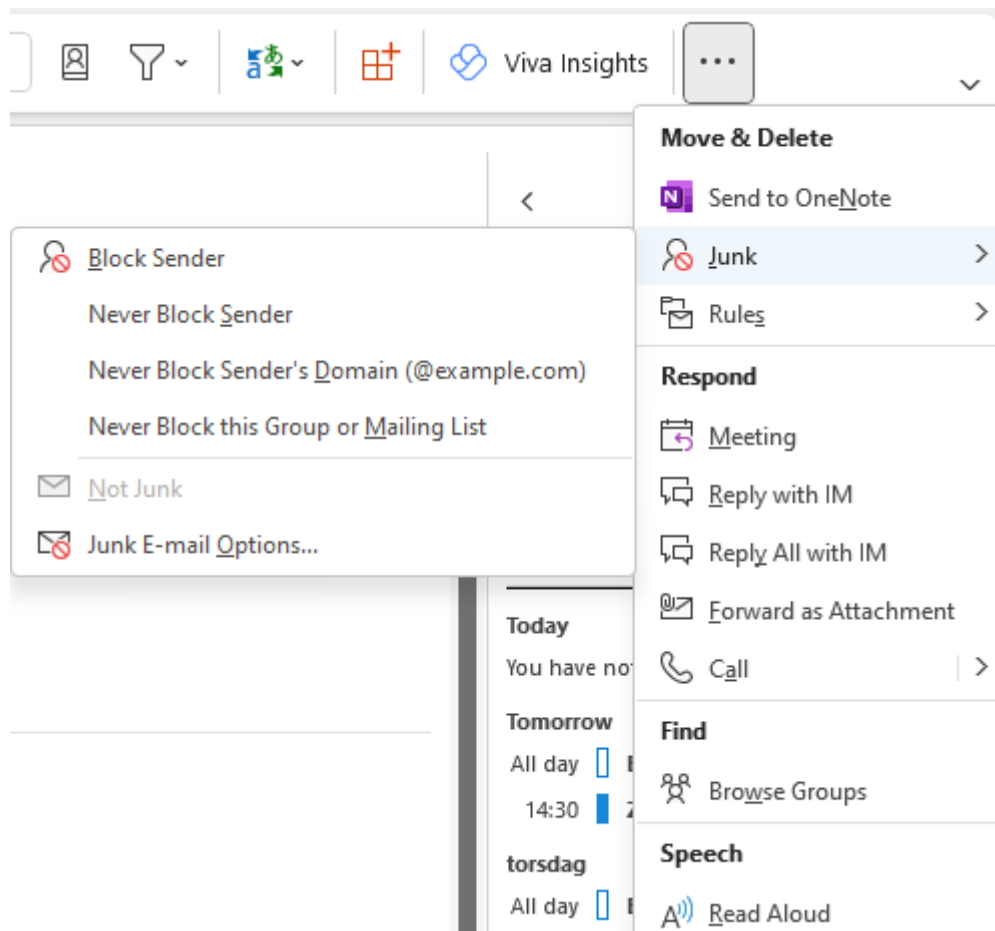 Viva Insights
Move & Delete
Send to OneNote
Junk
Rules
Block Sender
Never Block Sender
Never Block Sender's Domain (@example.com)
Never Block this Group or Mailing List
Not Junk
Junk E-mail Options...
Respond
Meeting
Reply with IM
Reply All with IM
Forward as Attachment
Call
Find
Browse Groups
Speech
Read Aloud
Today
You have
Tomorrow
All day
14:30
torsdag
All day